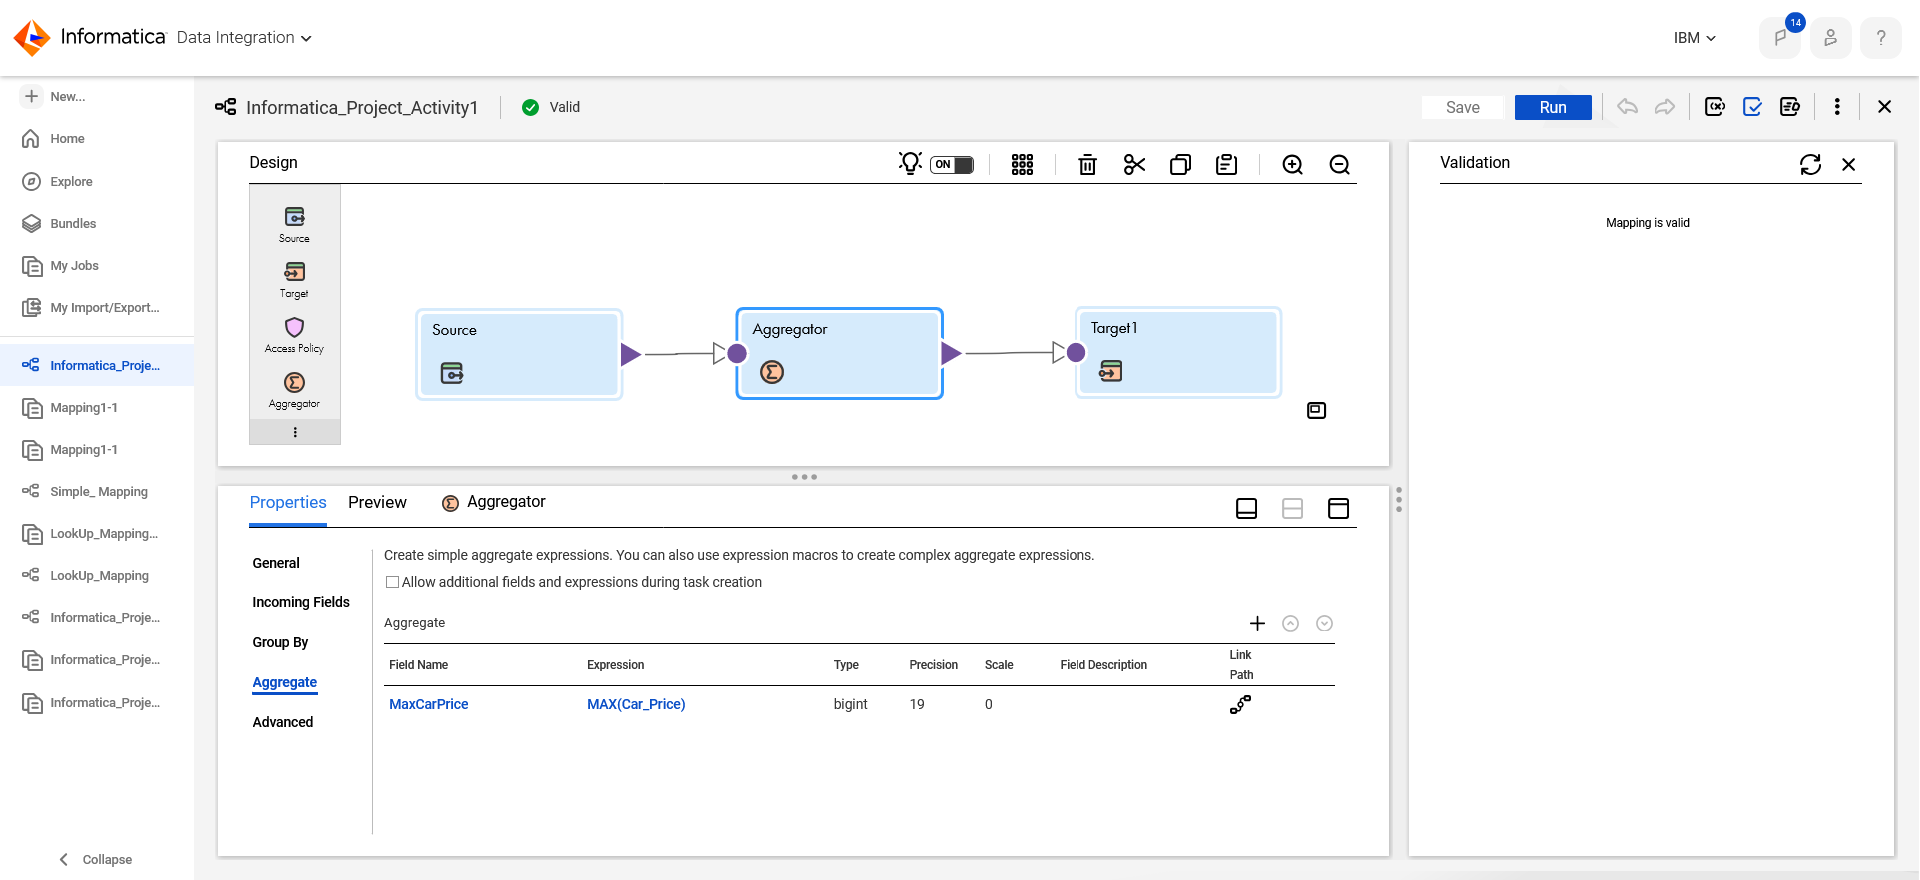 Informatica Data Integration
IBM
14
?
New...
Home
Explore
Bundles
My Jobs
My Import/Export...
Informatica_Proje...
Mapping1-1
Mapping1-1
Simple_ Mapping
LookUp_Mapping...
LookUp_Mapping
Informatica_Proje...
Informatica_Proje...
Informatica_Proje...
Collapse
Informatica_Project_Activity1
Valid
Save
Run
Design
ON
Source
Target
Access Policy
Aggregator
Source
Aggregator
Target1
Validation
Mapping is valid
Properties
Preview
Aggregator
General
Incoming Fields
Group By
Aggregate
Advanced
Create simple aggregate expressions. You can also use expression macros to create complex aggregate expressions.
Allow additional fields and expressions during task creation
Aggregate
Field Name Expression Type Precision Scale Field Description Link
Path
MaxCarPrice MAX(Car_Price) bigint 19 0